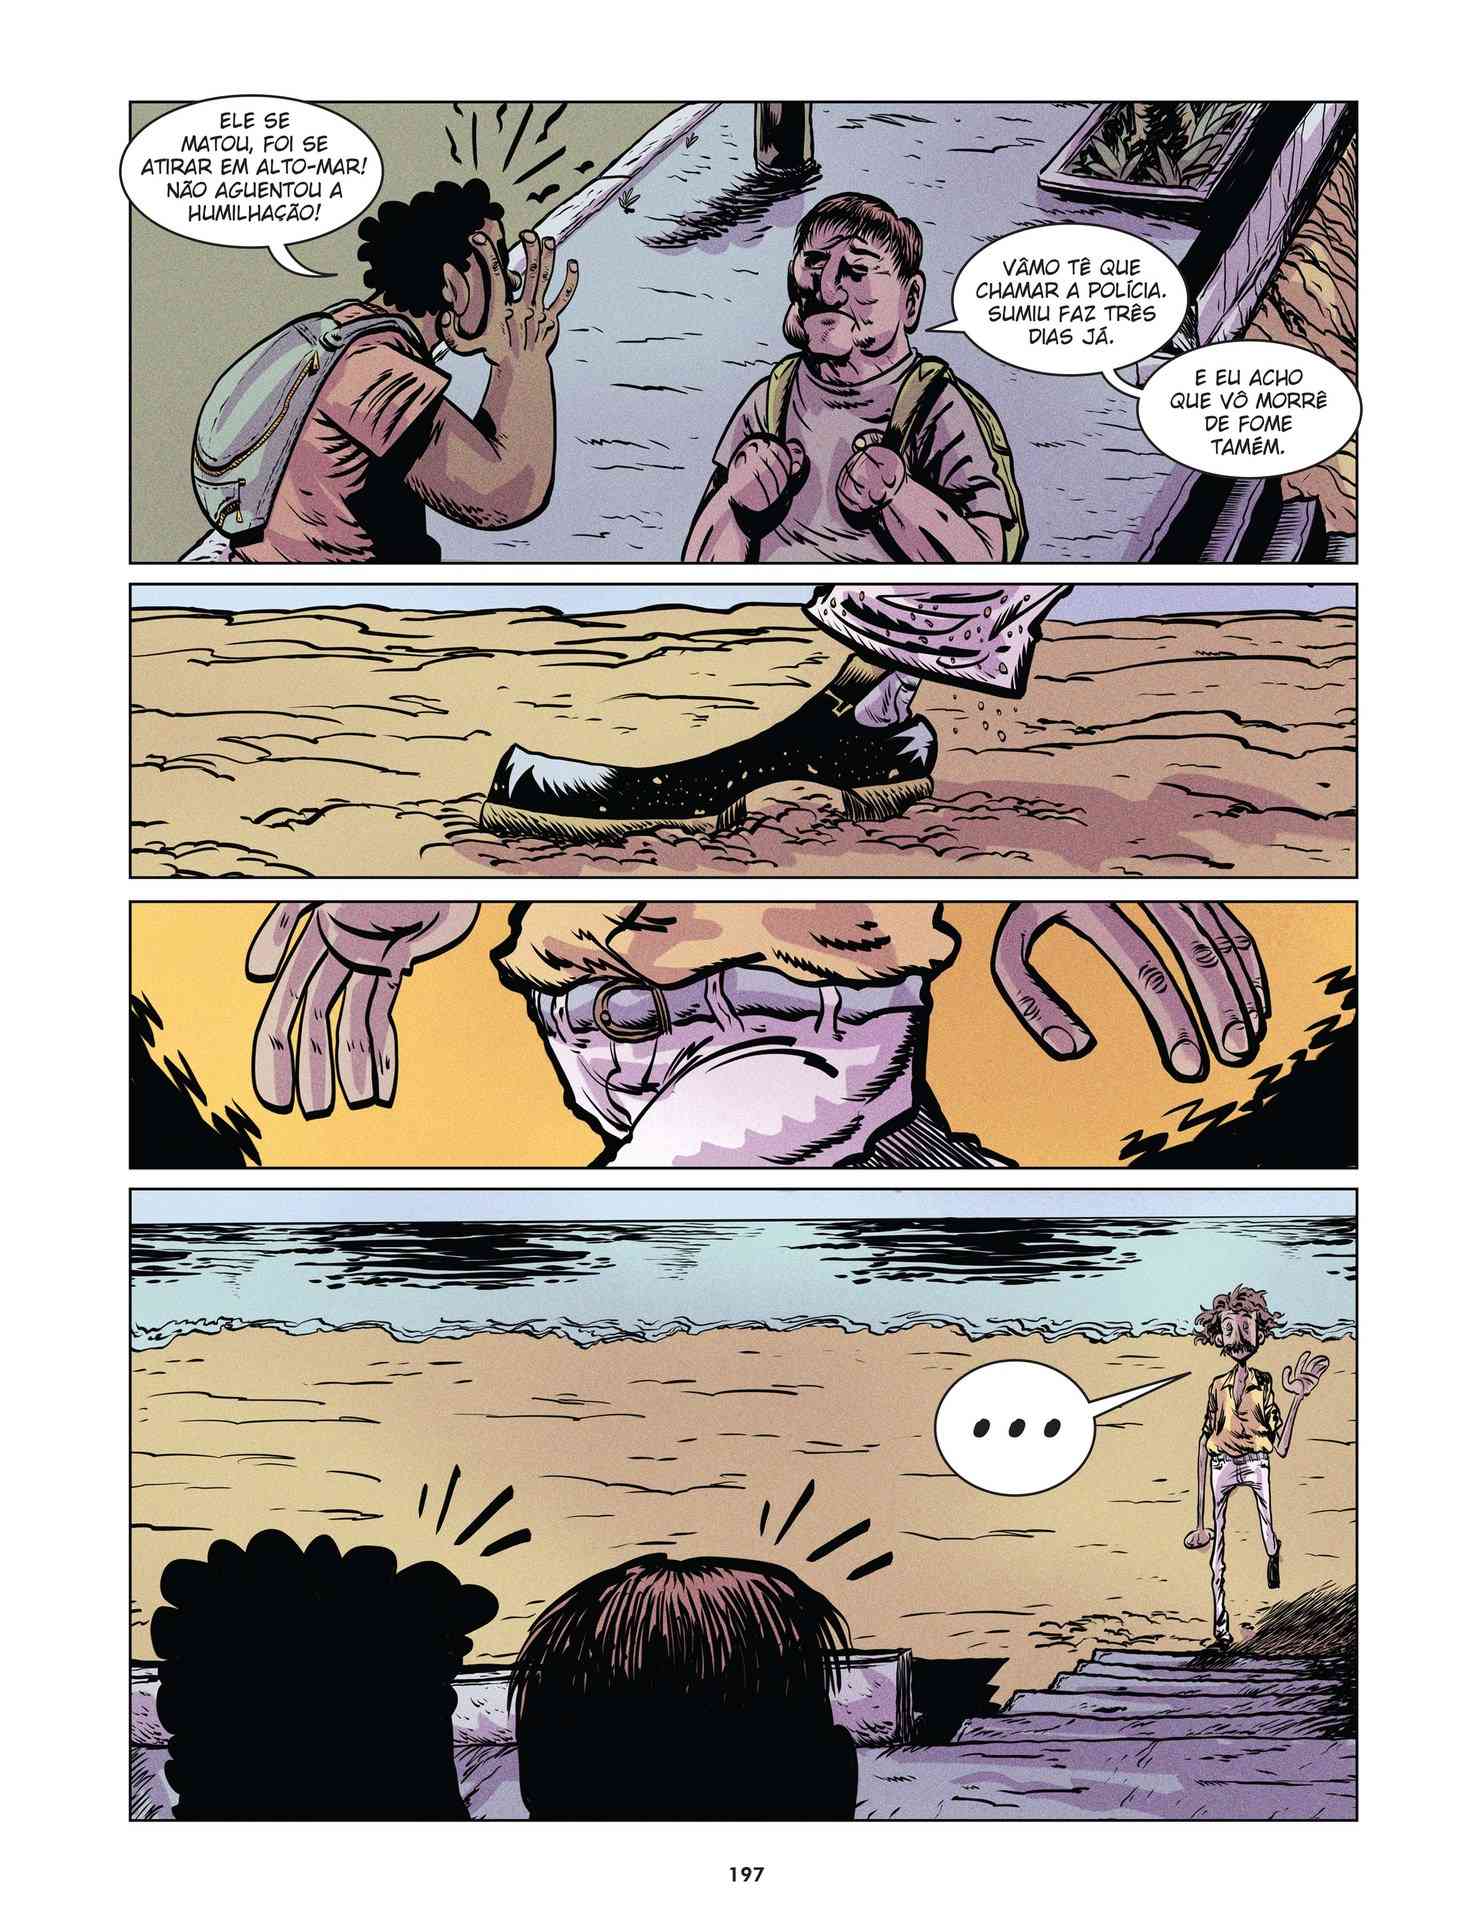 ELE SE
MATOU, FOI SE
ATIRAR EM ALTO-MAR!
NÃO AGUENTOU A
HUMILHAÇÃO!
VÂMO TÊ QUE
CHAMAR A POLÍCIA.
SUMIU FAZ TRÊS
DIAS JÁ.
E EU ACHO
QUE VÔ MORRÊ
DE FOME
TAMÉM.
...
197